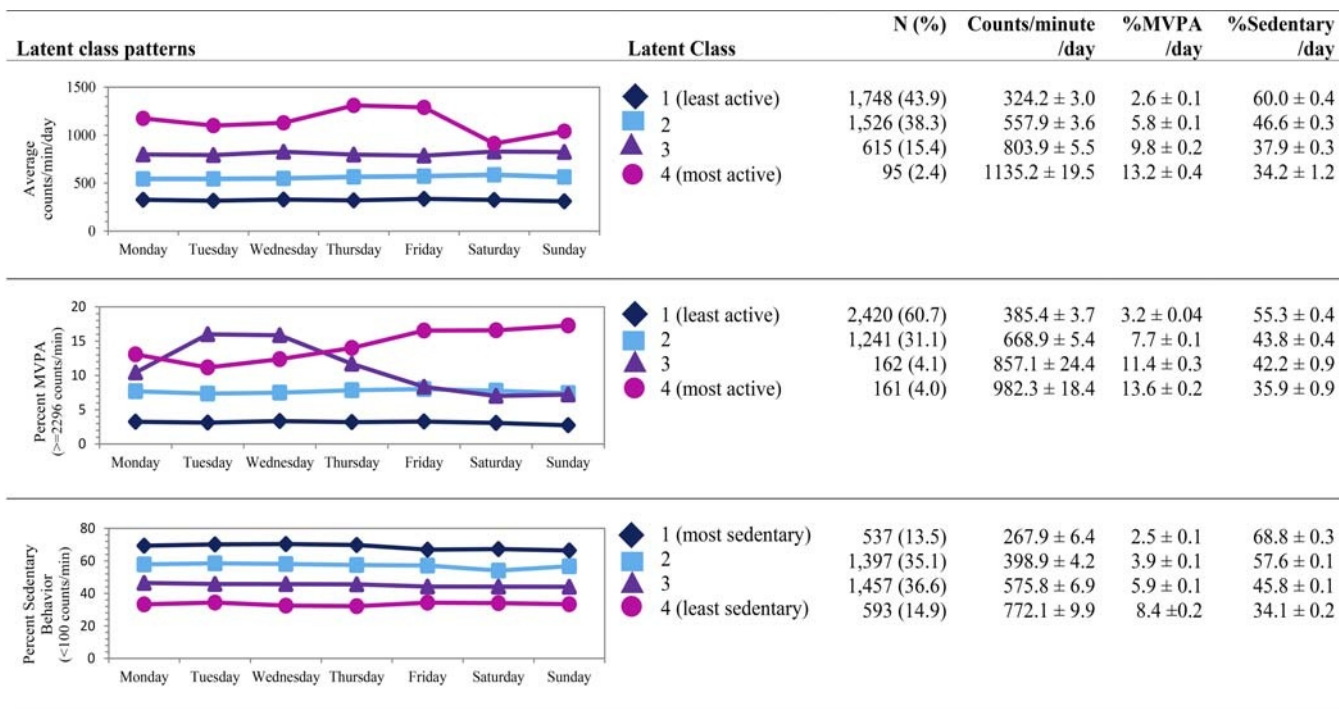 Latent class patterns Latent Class N (%) Counts/minute /day %MVPA /day %Sedentary /day
Average counts/min/day
1500
1000
500
0
Monday Tuesday Wednesday Thursday Friday Saturday Sunday
1 (least active) 1,748 (43.9) 324.2 ± 3.0 2.6 ± 0.1 60.0 ± 0.4
2 1,526 (38.3) 557.9 ± 3.6 5.8 ± 0.1 46.6 ± 0.3
3 615 (15.4) 803.9 ± 5.5 9.8 ± 0.2 37.9 ± 0.3
4 (most active) 95 (2.4) 1135.2 ± 19.5 13.2 ± 0.4 34.2 ± 1.2
Percent MVPA
(>=2296 counts/min)
20
15
10
5
0
Monday Tuesday Wednesday Thursday Friday Saturday Sunday
1 (least active) 2,420 (60.7) 385.4 ± 3.7 3.2 ± 0.04 55.3 ± 0.4
2 1,241 (31.1) 668.9 ± 5.4 7.7 ± 0.1 43.8 ± 0.4
3 162 (4.1) 857.1 ± 24.4 11.4 ± 0.3 42.2 ± 0.9
4 (most active) 161 (4.0) 982.3 ± 18.4 13.6 ± 0.2 35.9 ± 0.9
Percent Sedentary
Behavior
(<100 counts/min)
80
60
40
20
0
Monday Tuesday Wednesday Thursday Friday Saturday Sunday
1 (most sedentary) 537 (13.5) 267.9 ± 6.4 2.5 ± 0.1 68.8 ± 0.3
2 1,397 (35.1) 398.9 ± 4.2 3.9 ± 0.1 57.6 ± 0.1
3 1,457 (36.6) 575.8 ± 6.9 5.9 ± 0.1 45.8 ± 0.1
4 (least sedentary) 593 (14.9) 772.1 ± 9.9 8.4 ±0.2 34.1 ± 0.2